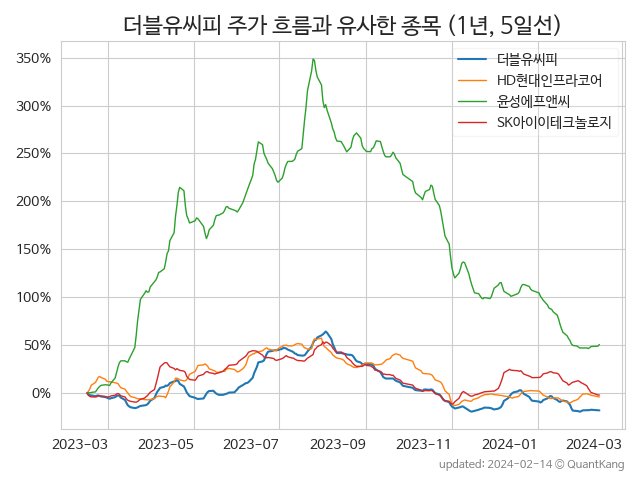 더블유씨피 주가 흐름과 유사한 종목 (1년, 5일선)
350%
300%
250%
200%
150%
100%
50%
0%
더블유씨피
HD현대인프라코어
윤성에프앤씨
SK아이이테크놀로지
2023-03 2023-05 2023-07 2023-09 2023-11 2024-01 2024-03
updated: 2024-02-14 © QuantKang